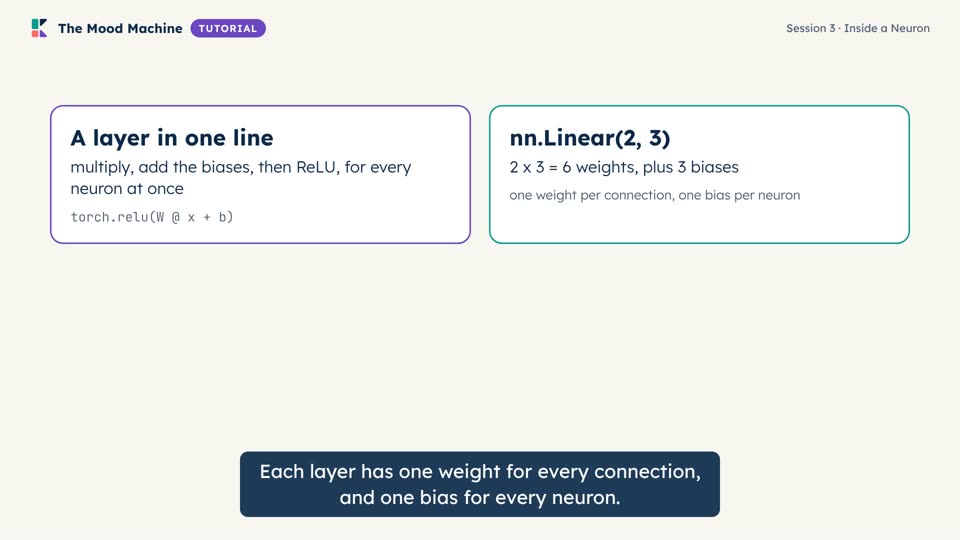 The Mood Machine TUTORIAL
Session 3 · Inside a Neuron
A layer in one line
multiply, add the biases, then ReLU, for every
neuron at once
torch.relu(W @ x + b)
nn.Linear(2, 3)
2 x 3 = 6 weights, plus 3 biases
one weight per connection, one bias per neuron
Each layer has one weight for every connection,
and one bias for every neuron.